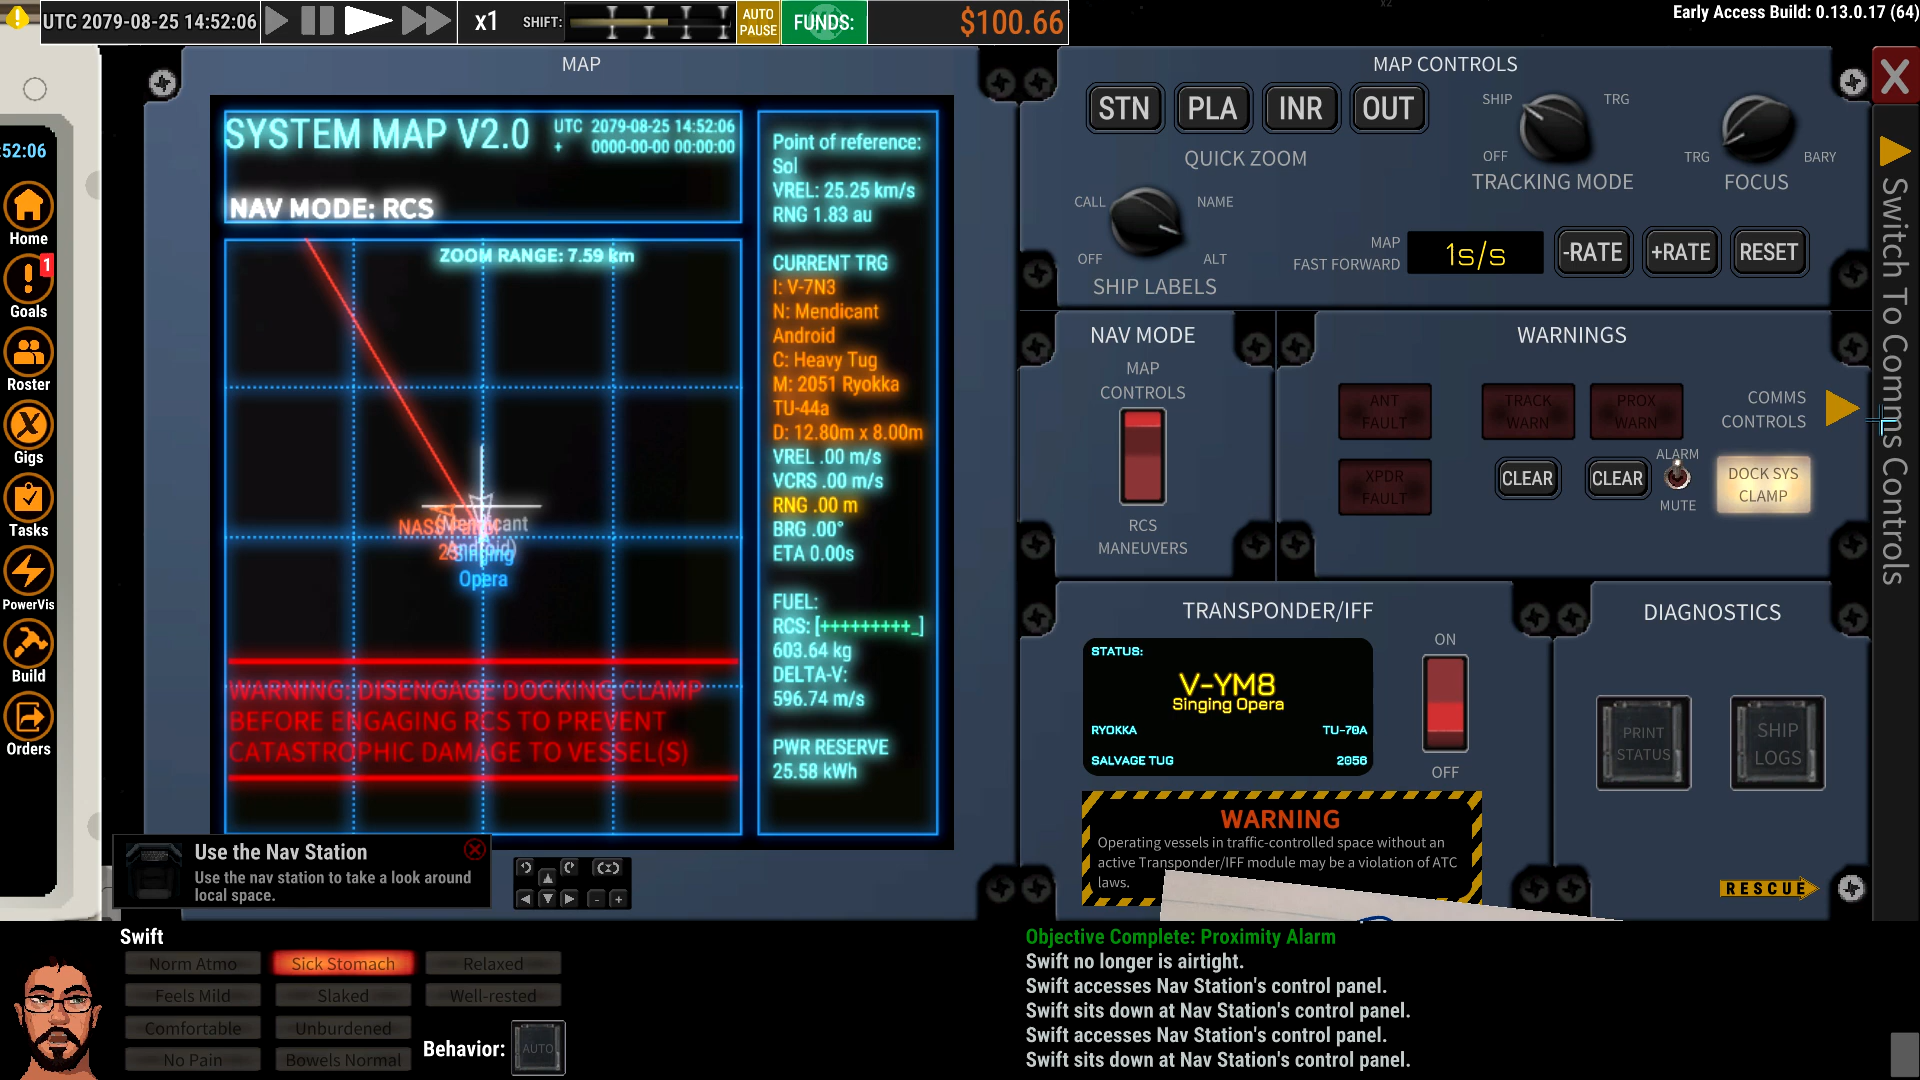 UTC 2079-08-25 14:52:06
x1
SHIFT:
AUTO
PAUSE
FUNDS:
$100.66
x2
Early Access Build: 0.13.0.17 (64)
MAP
MAP CONTROLS
:52:06
Home
1
Goals
Roster
Gigs
Tasks
PowerVis
Build
Orders
SYSTEM MAP V2.0
UTC 2079-08-25 14:52:06
+ 0000-00-00 00:00:00
NAV MODE: RCS
ZOOM RANGE: 7.59 km
Mendicant
Android)
Singing
Opera
WARNING: DISENGAGE DOCKING CLAMP
BEFORE ENGAGING RCS TO PREVENT
CATASTROPHIC DAMAGE TO VESSEL(S)
Point of reference:
Sol
VREL: 25.25 km/s
RNG 1.83 au
CURRENT TRG
I: V-7N3
N: Mendicant
Android
C: Heavy Tug
M: 2051 Ryokka
TU-44a
D: 12.80m x 8.00m
VREL .00 m/s
VCRS .00 m/s
RNG .00 m
BRG .00°
ETA 0.00s
FUEL:
RCS: [+++++++++_]
603.64 kg
DELTA-V:
596.74 m/s
PWR RESERVE
25.58 kWh
STN
PLA
INR
OUT
QUICK ZOOM
SHIP
TRG
OFF
TRACKING MODE
TRG
BARY
FOCUS
CALL
NAME
OFF
ALT
SHIP LABELS
MAP
FAST FORWARD
1s/s
-RATE
+RATE
RESET
NAV MODE
MAP
CONTROLS
RCS
MANEUVERS
WARNINGS
ANT
FAULT
TRACK
WARN
PROX
WARN
XPDR
FAULT
CLEAR
CLEAR
ALARM
MUTE
COMMS
CONTROLS
DOCK SYS
CLAMP
Switch To Comms Controls
TRANSPONDER/IFF
STATUS:
V-YM8
Singing Opera
RYOKKA
TU-70A
SALVAGE TUG
2056
ON
OFF
WARNING
Operating vessels in traffic-controlled space without an
active Transponder/IFF module may be a violation of ATC
laws.
DIAGNOSTICS
PRINT
STATUS
SHIP
LOGS
RESCUE
Use the Nav Station
Use the nav station to take a look around
local space.
Swift
Norm Atmo
Sick Stomach
Relaxed
Feels Mild
Slaked
Well-rested
Comfortable
Unburdened
No Pain
Bowels Normal
Behavior:
AUTO
Objective Complete: Proximity Alarm
Swift no longer is airtight.
Swift accesses Nav Station's control panel.
Swift sits down at Nav Station's control panel.
Swift accesses Nav Station's control panel.
Swift sits down at Nav Station's control panel.